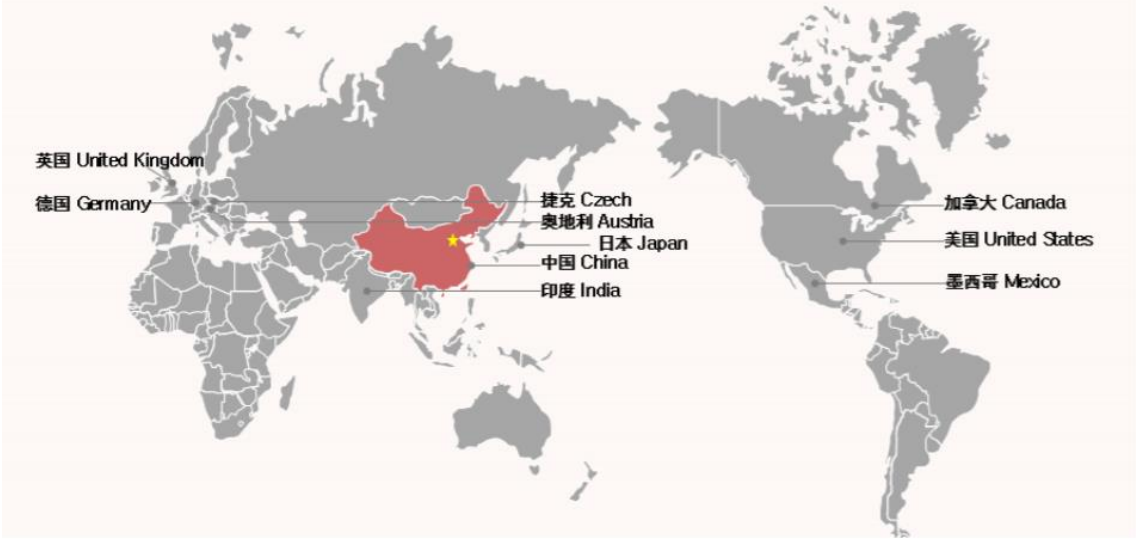 英国 United Kingdom
德国 Germany
捷克 Czech
奥地利 Austria
日本 Japan
中国 China
印度 India
加拿大 Canada
美国 United States
墨西哥 Mexico